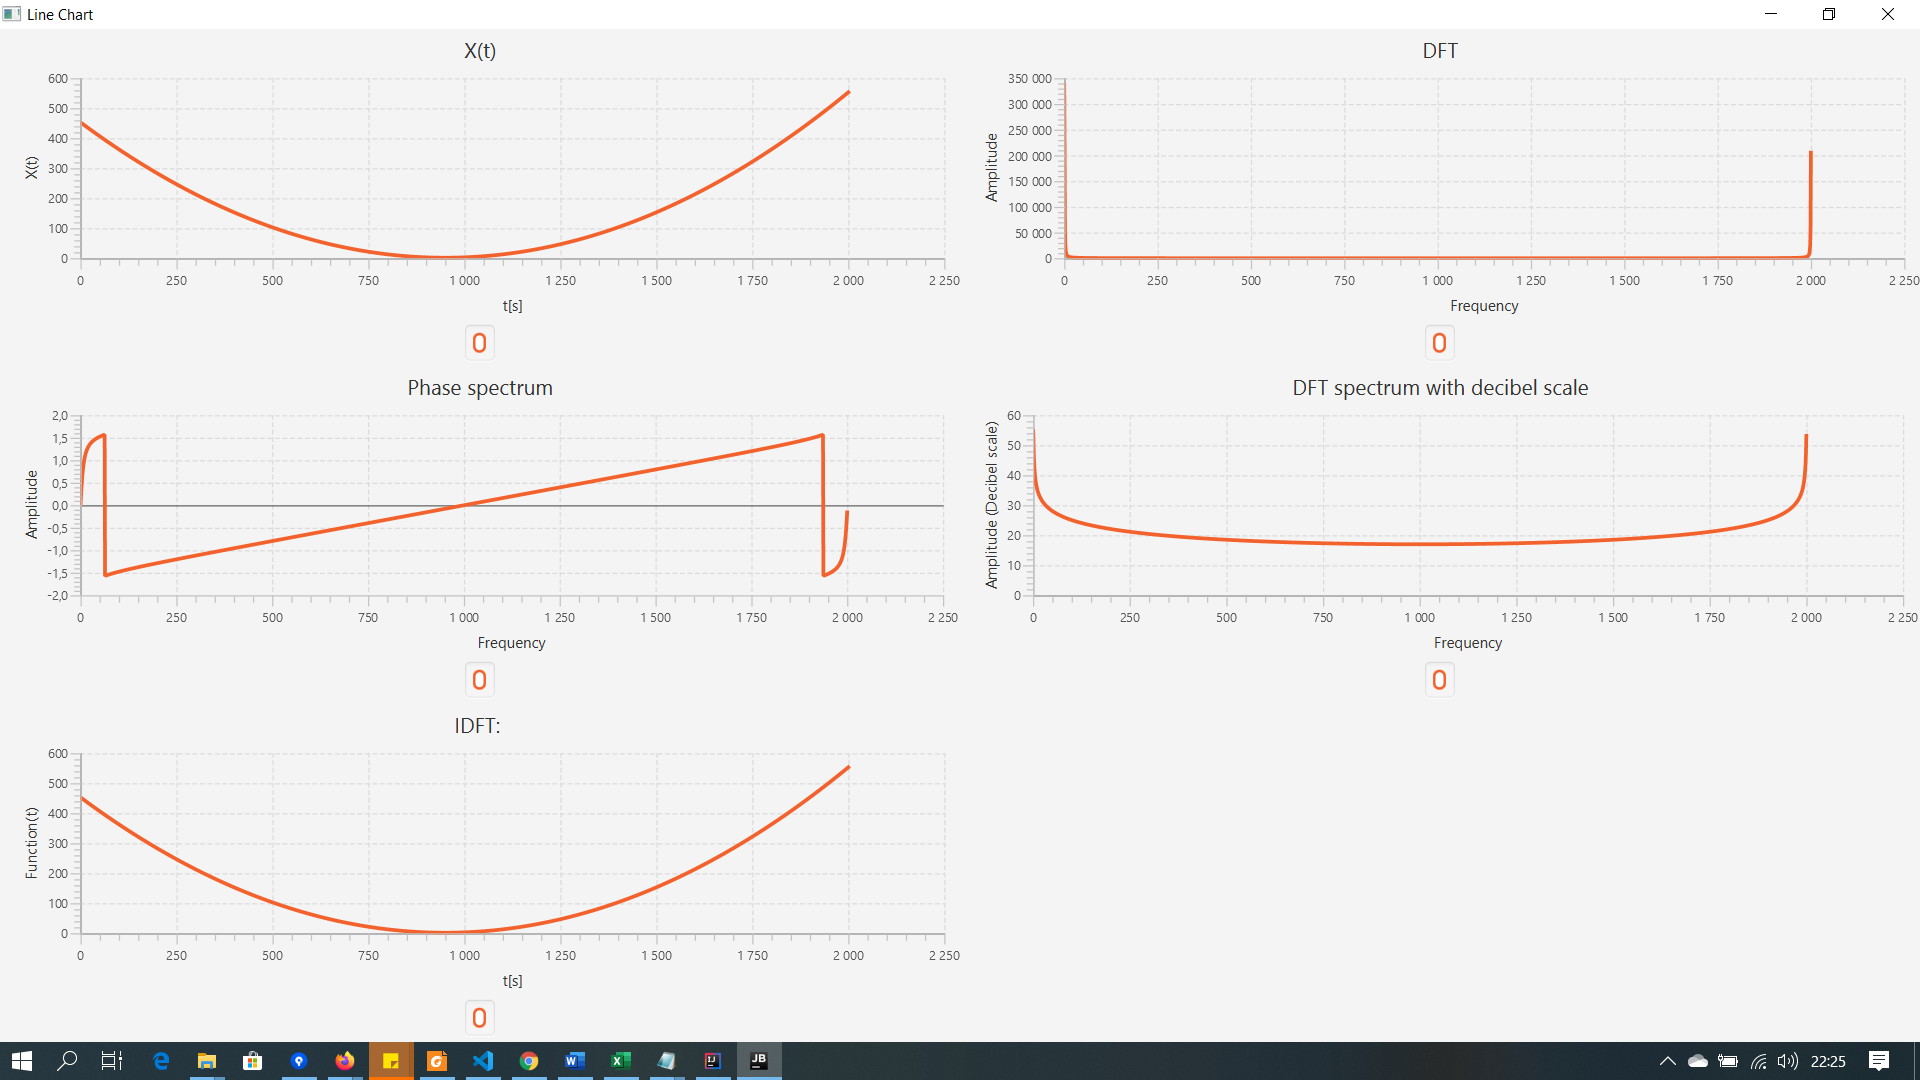 Line Chart
X(t)
600
500
400
300
200
100
0
X(t)
0 250 500 750 1 000 1 250 1 500 1 750 2 000 2 250
t[s]
0
DFT
350 000
300 000
250 000
200 000
150 000
100 000
50 000
0
Amplitude
0 250 500 750 1 000 1 250 1 500 1 750 2 000 2 250
Frequency
0
Phase spectrum
2,0
1,5
1,0
0,5
0,0
-0,5
-1,0
-1,5
-2,0
Amplitude
0 250 500 750 1 000 1 250 1 500 1 750 2 000 2 250
Frequency
0
DFT spectrum with decibel scale
60
50
40
30
20
10
0
Amplitude (Decibel scale)
0 250 500 750 1 000 1 250 1 500 1 750 2 000 2 250
Frequency
0
IDFT:
600
500
400
300
200
100
0
Function(t)
0 250 500 750 1 000 1 250 1 500 1 750 2 000 2 250
t[s]
0
22:25